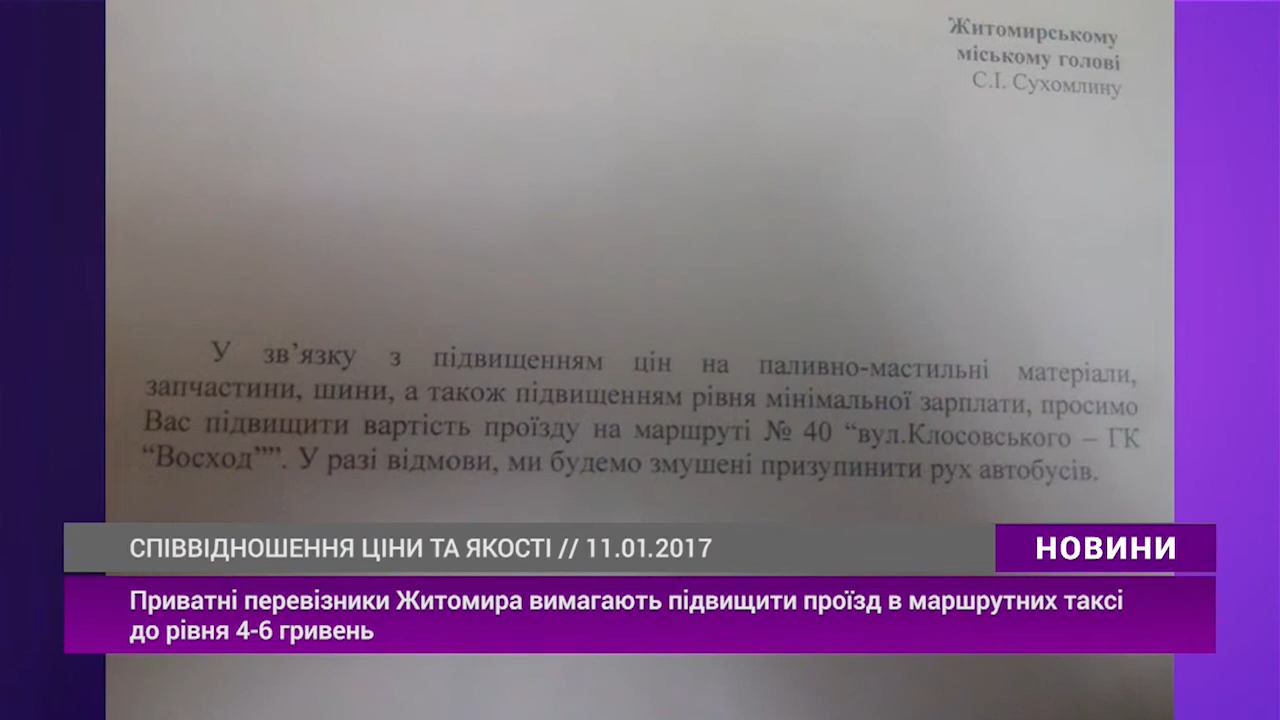 Житомирському
міському голові
С.І. Сухомлину
У зв’язку з підвищенням цін на паливно-мастильні матеріали,
запчастини, шини, а також підвищенням рівня мінімальної зарплати, просимо
Вас підвищити вартість проїзду на маршруті № 40 “вул.Клосовського – ГК
“Восход””. У разі відмови, ми будемо змушені призупинити рух автобусів.
СПІВВІДНОШЕННЯ ЦІНИ ТА ЯКОСТІ // 11.01.2017
НОВИНИ
Приватні перевізники Житомира вимагають підвищити проїзд в маршрутних таксі
до рівня 4-6 гривень